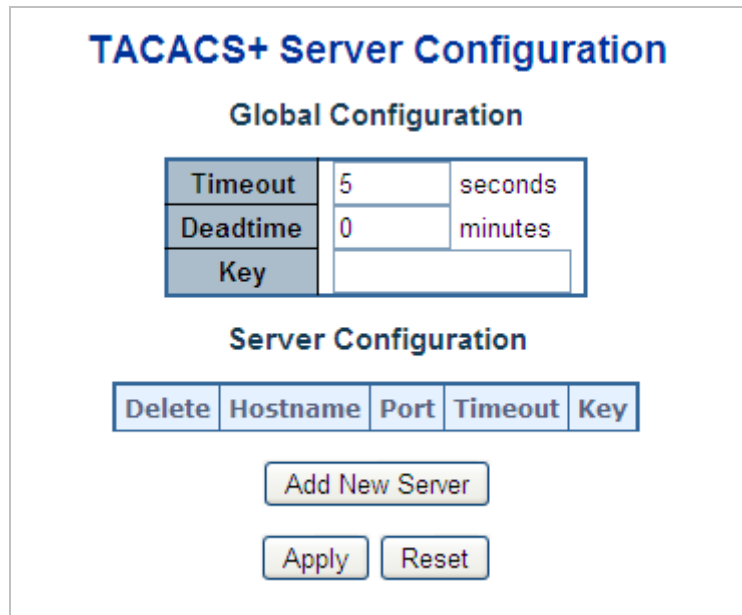 TACACS+ Server Configuration
Global Configuration
Timeout 5 seconds
Deadtime 0 minutes
Key
Server Configuration
Delete Hostname Port Timeout Key
Add New Server
Apply Reset